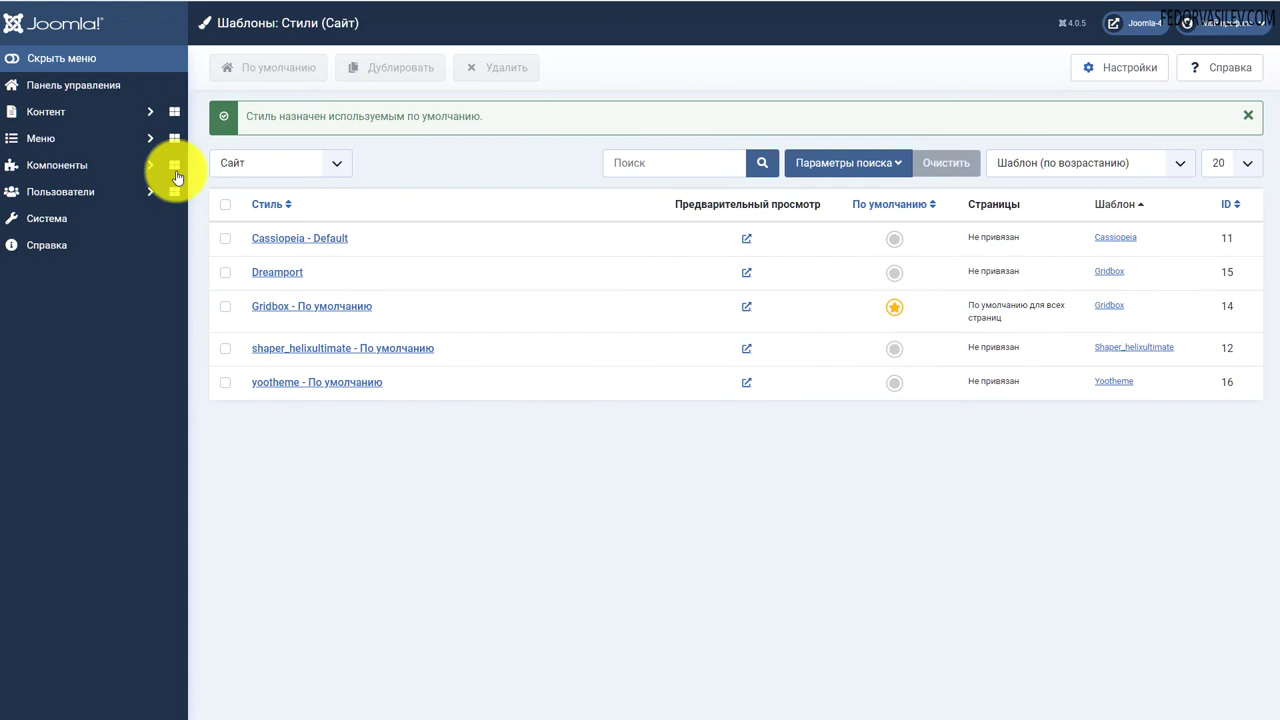 Joomla!
Шаблоны: Стили (Сайт)
4.0.5
Joomla-4
FEDORVASILEV.COM
Скрыть меню
Панель управления
Контент
Меню
Компоненты
Пользователи
Система
Справка
По умолчанию
Дублировать
Удалить
Настройки
Справка
Стиль назначен используемым по умолчанию.
Сайт
Поиск
Параметры поиска
Очистить
Шаблон (по возрастанию)
20
Стиль Предварительный просмотр По умолчанию Страницы Шаблон ID
Cassiopeia - Default Не привязан Cassiopeia 11
Dreamport Не привязан Gridbox 15
Gridbox - По умолчанию По умолчанию для всех Gridbox 14
страниц
shaper_helixultimate - По умолчанию Не привязан Shaper_helixultimate 12
yootheme - По умолчанию Не привязан Yootheme 16